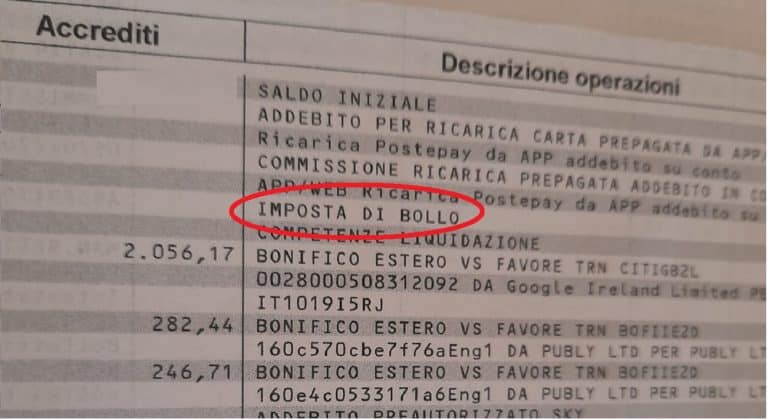 Accrediti Descrizione operazioni
SALDO INIZIALE
ADDEBITO PER RICARICA CARTA PREPAGATA DA APP/
Ricarica Postepay da APP addebito su conto
COMMISSIONE RICARICA PREPAGATA ADDEBITO IN CO
APP/WEB Ricarica Postepay da APP addebito su
IMPOSTA DI BOLLO
COMPETENZE LIQUIDAZIONE
2.056,17 BONIFICO ESTERO VS FAVORE TRN CITIGB2L
0028000508312092 DA Google Ireland Limited PE
IT1019I5RJ
282,44 BONIFICO ESTERO VS FAVORE TRN BOFIIE2D
160c570cbe7f76aEng1 DA PUBLY LTD PER PUBLY LT
246,71 BONIFICO ESTERO VS FAVORE TRN BOFIIE2D
160e4c0533171a6Eng1 DA PUBLY LTD PER PUBLY LT
ADDEBITO PREAUTORIZZATO SKY